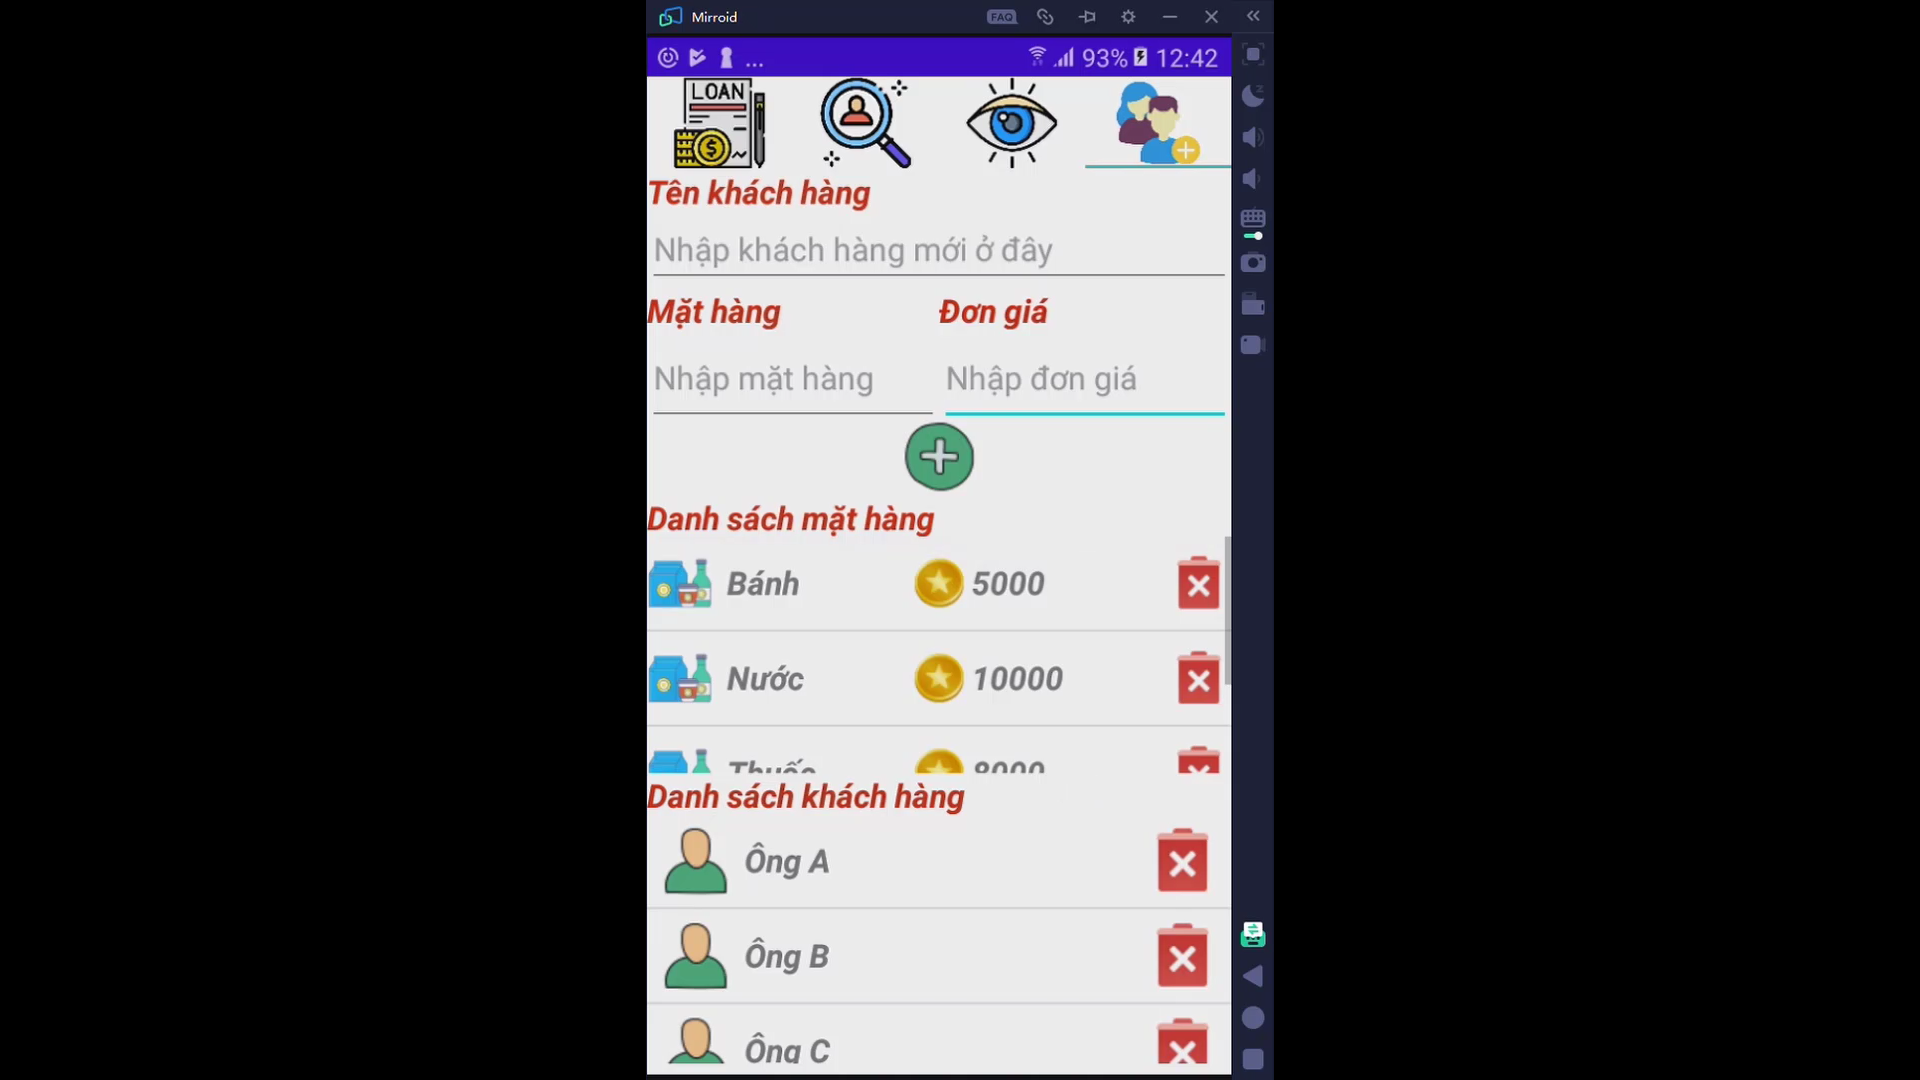 Mirroid
FAQ
... 93% 12:42
LOAN
Tên khách hàng
Nhập khách hàng mới ở đây
Mặt hàng Đơn giá
Nhập mặt hàng Nhập đơn giá
Danh sách mặt hàng
Bánh 5000
Nước 10000
Thuốc 8000
Danh sách khách hàng
Ông A
Ông B
Ông C